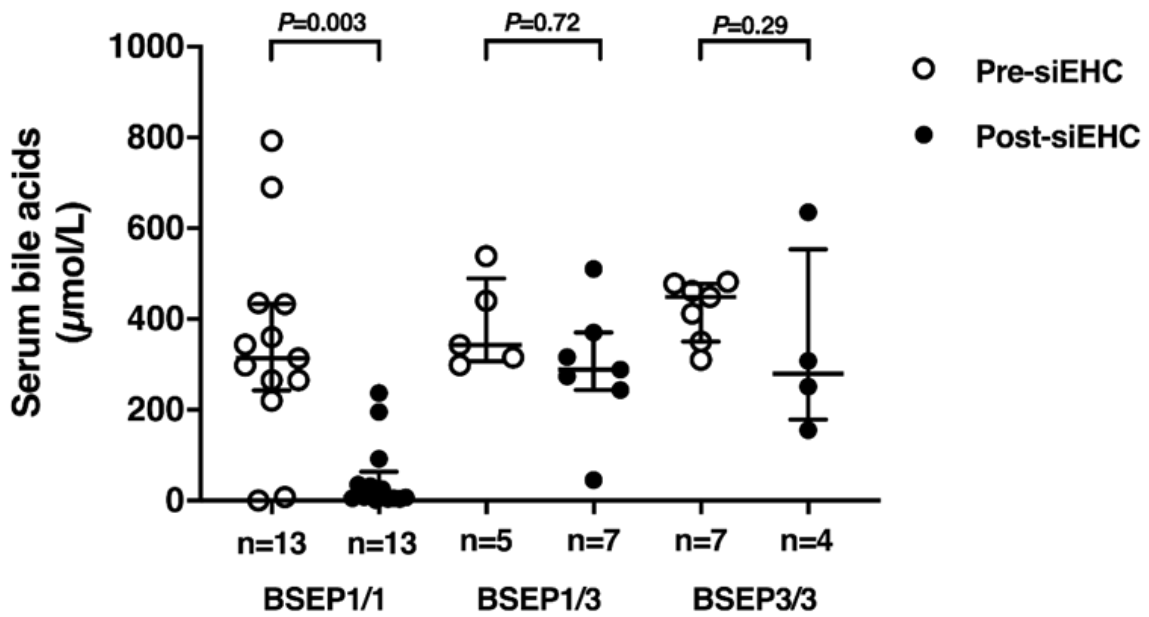 P=0.003 P=0.72 P=0.29
1000
800
600
400
200
0
Serum bile acids
(μmol/L)
Pre-siEHC
Post-siEHC
n=13 n=13 n=5 n=7 n=7 n=4
BSEP1/1 BSEP1/3 BSEP3/3